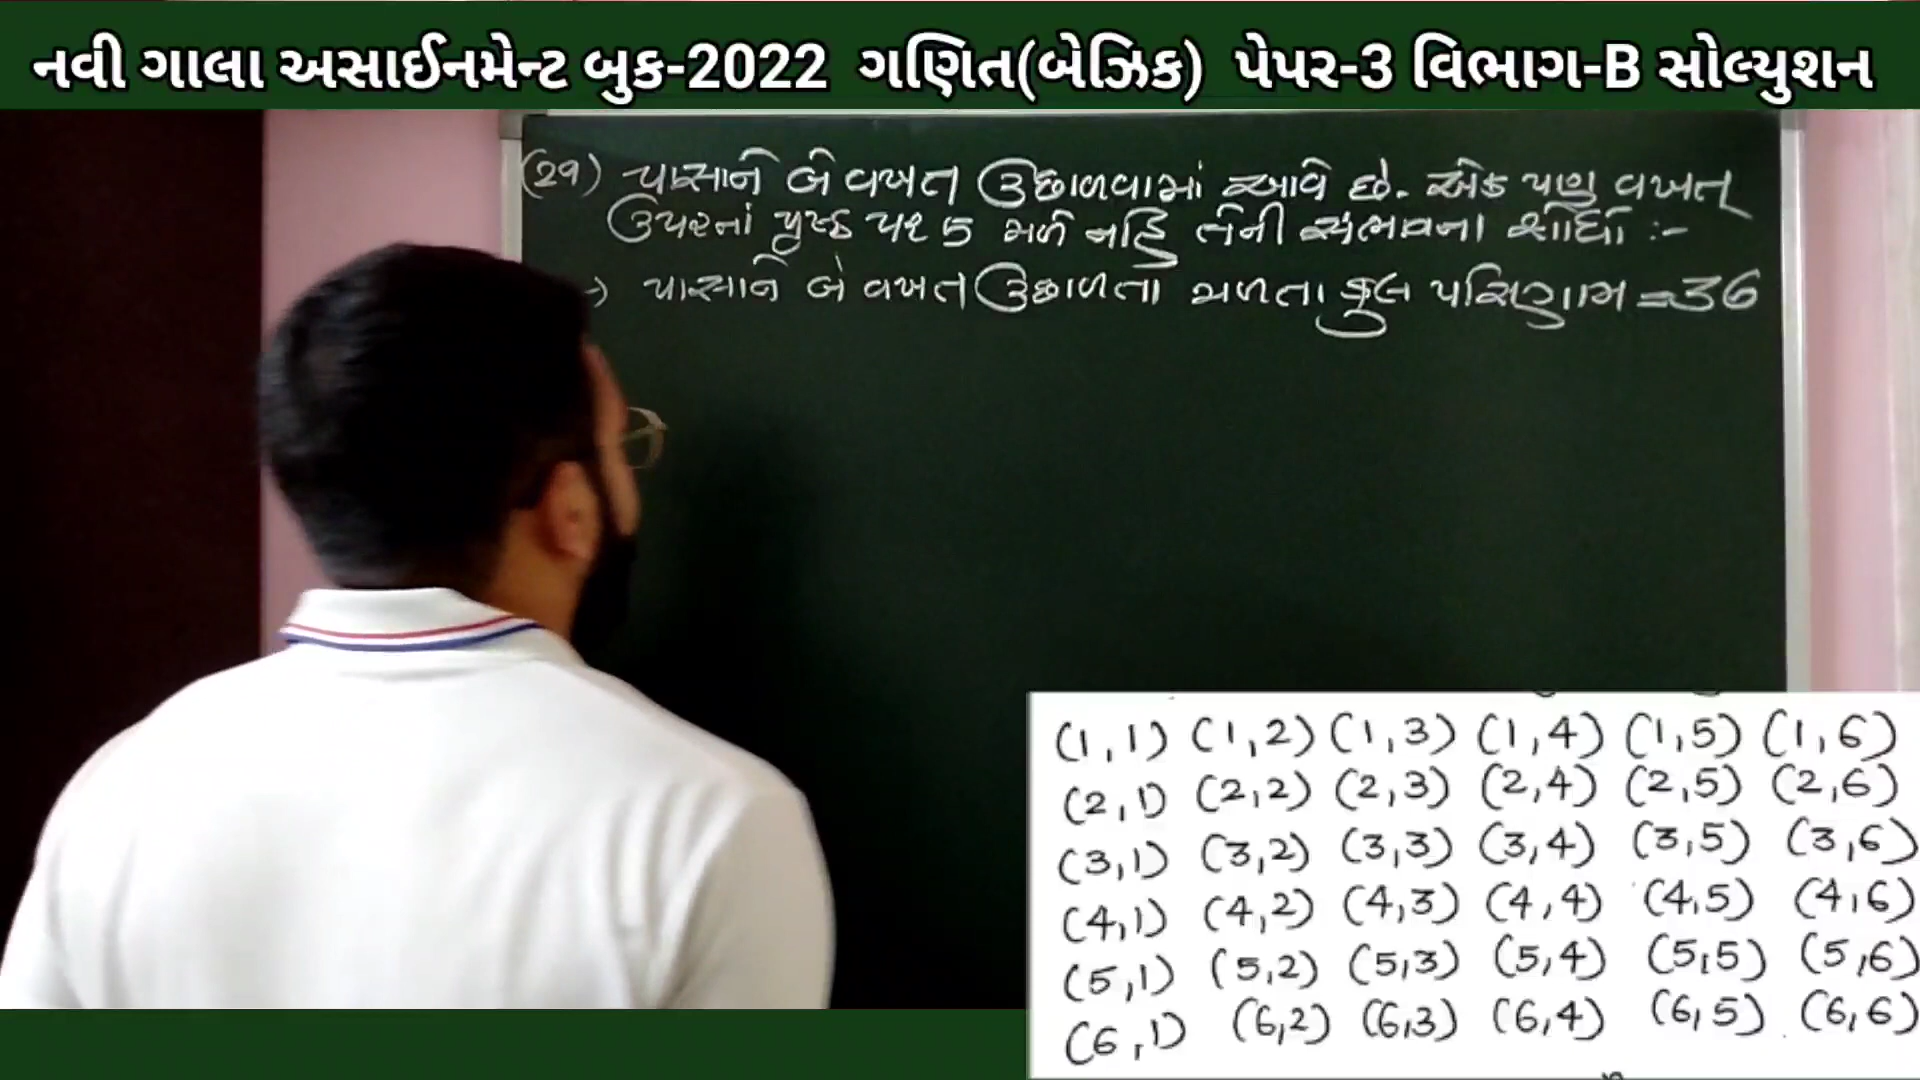 નવી ગાલા અસાઈનમેન્ટ બુક-2022 ગણિત(બેઝિક) પેપર-3 વિભાગ-B સોલ્યુશન
(29) પાસાને બે વખત ઉછાળવામાં આવે છે. એક પણ વખત
ઉપરનાં પૃષ્ઠ પર 5 મળે નહિ તેની સંભાવના શોધો :-
→ પાસાને બે વખત ઉછાળતા મળતા કુલ પરિણામ = 36
(1,1) (1,2) (1,3) (1,4) (1,5) (1,6)
(2,1) (2,2) (2,3) (2,4) (2,5) (2,6)
(3,1) (3,2) (3,3) (3,4) (3,5) (3,6)
(4,1) (4,2) (4,3) (4,4) (4,5) (4,6)
(5,1) (5,2) (5,3) (5,4) (5,5) (5,6)
(6,1) (6,2) (6,3) (6,4) (6,5) (6,6)